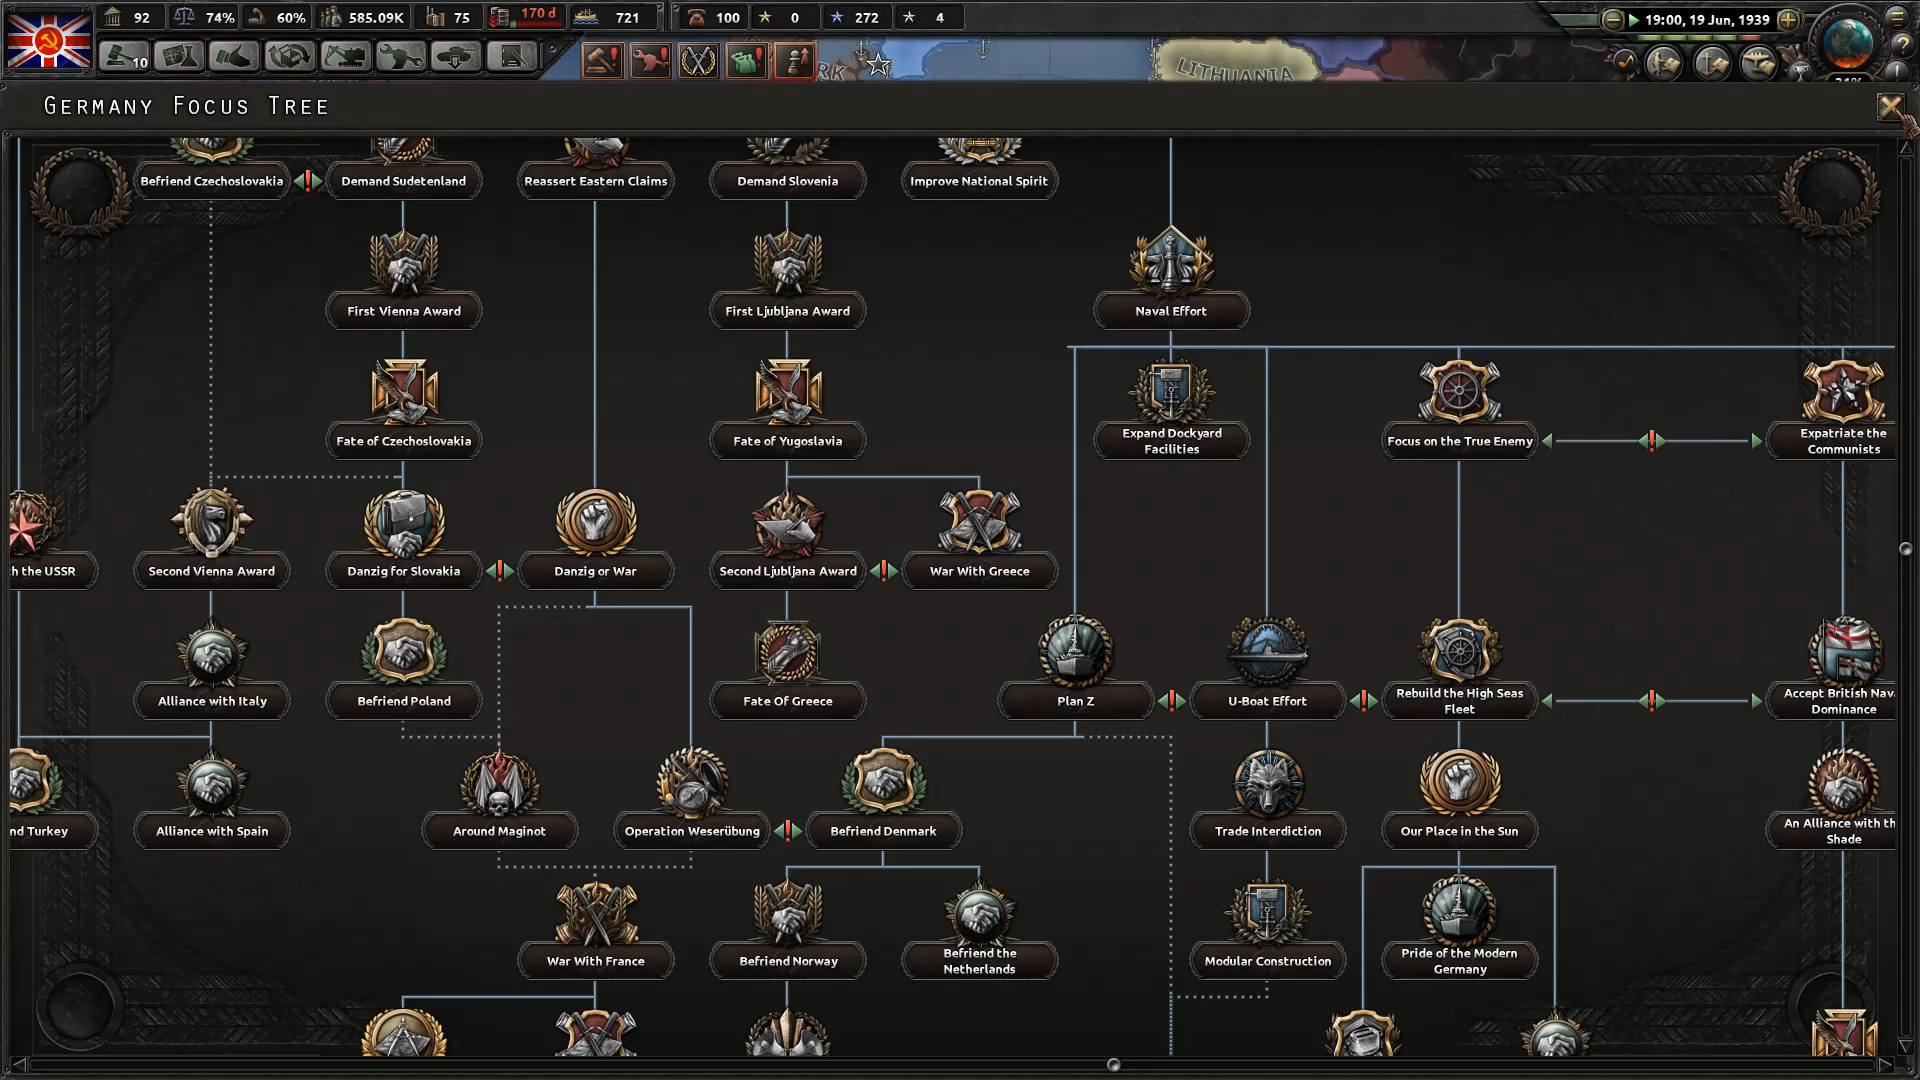 92
74%
60%
585.09K
75
170 d
721
100
0
272
4
19:00, 19 Jun, 1939
10
LITHUANIA
Germany Focus Tree
Befriend Czechoslovakia
Demand Sudetenland
Reassert Eastern Claims
Demand Slovenia
Improve National Spirit
First Vienna Award
First Ljubljana Award
Naval Effort
Fate of Czechoslovakia
Fate of Yugoslavia
Expand Dockyard
Facilities
Focus on the True Enemy
Expatriate the
Communists
h the USSR
Second Vienna Award
Danzig for Slovakia
Danzig or War
Second Ljubljana Award
War With Greece
Alliance with Italy
Befriend Poland
Fate Of Greece
Plan Z
U-Boat Effort
Rebuild the High Seas
Fleet
Accept British Nav
Dominance
nd Turkey
Alliance with Spain
Around Maginot
Operation Weserübung
Befriend Denmark
Trade Interdiction
Our Place in the Sun
An Alliance with th
Shade
War With France
Befriend Norway
Befriend the
Netherlands
Modular Construction
Pride of the Modern
Germany